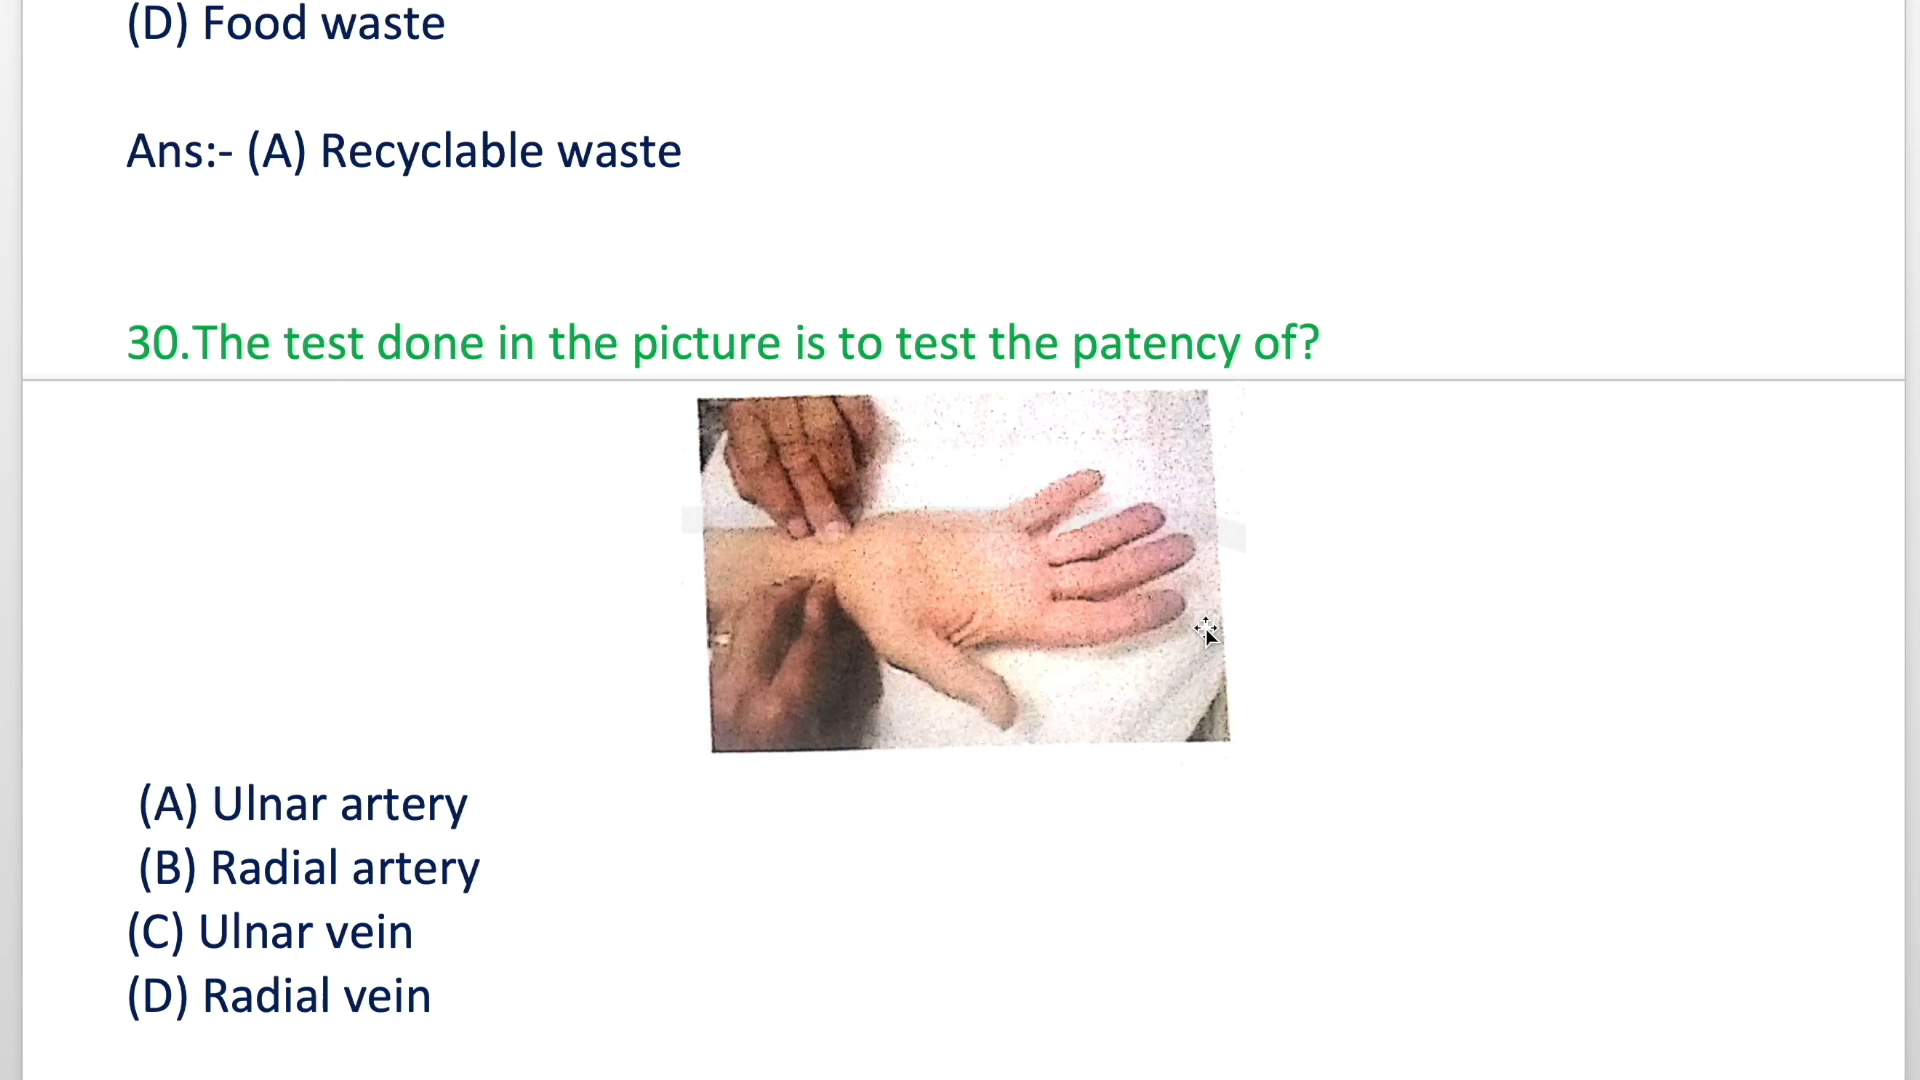 (D) Food waste
Ans:- (A) Recyclable waste
30.The test done in the picture is to test the patency of?
(A) Ulnar artery
(B) Radial artery
(C) Ulnar vein
(D) Radial vein